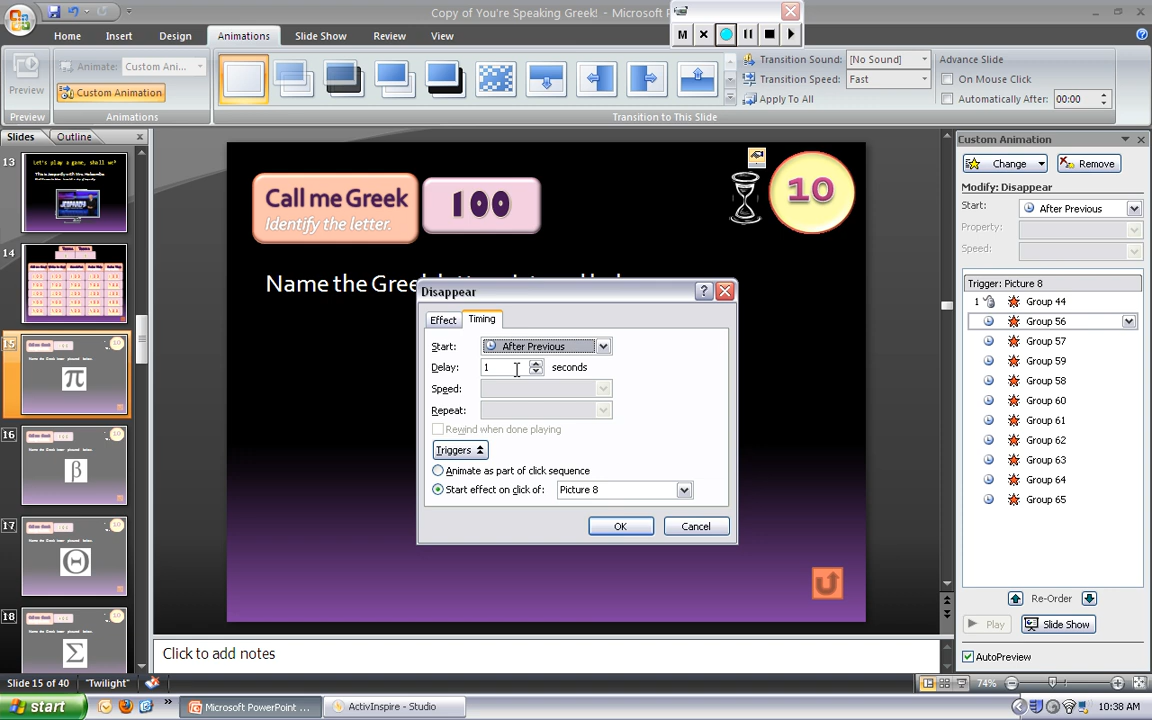 Copy of You're Speaking Greek! - Microsoft P
Home Insert Design Animations Slide Show Review View
M
Preview
Animate: Custom Ani...
Custom Animation
Transition Sound: [No Sound]
Transition Speed: Fast
Apply To All
Advance Slide
On Mouse Click
Automatically After: 00:00
Preview Animations Transition to This Slide
Slides Outline
13
Let's play a game, shall we?
14
15
π
16
β
17
Θ
18
Σ
Call me Greek
Identify the letter.
100
10
Name the Gree
Disappear
Effect Timing
Start: After Previous
Delay: 1 seconds
Speed:
Repeat:
Rewind when done playing
Triggers
Animate as part of click sequence
Start effect on click of: Picture 8
OK Cancel
Custom Animation
Change Remove
Modify: Disappear
Start: After Previous
Property:
Speed:
Trigger: Picture 8
1 Group 44
Group 56
Group 57
Group 59
Group 58
Group 60
Group 61
Group 62
Group 63
Group 64
Group 65
Re-Order
Play Slide Show
AutoPreview
Click to add notes
Slide 15 of 40 "Twilight" 74%
start Microsoft PowerPoint ... ActivInspire - Studio 10:38 AM